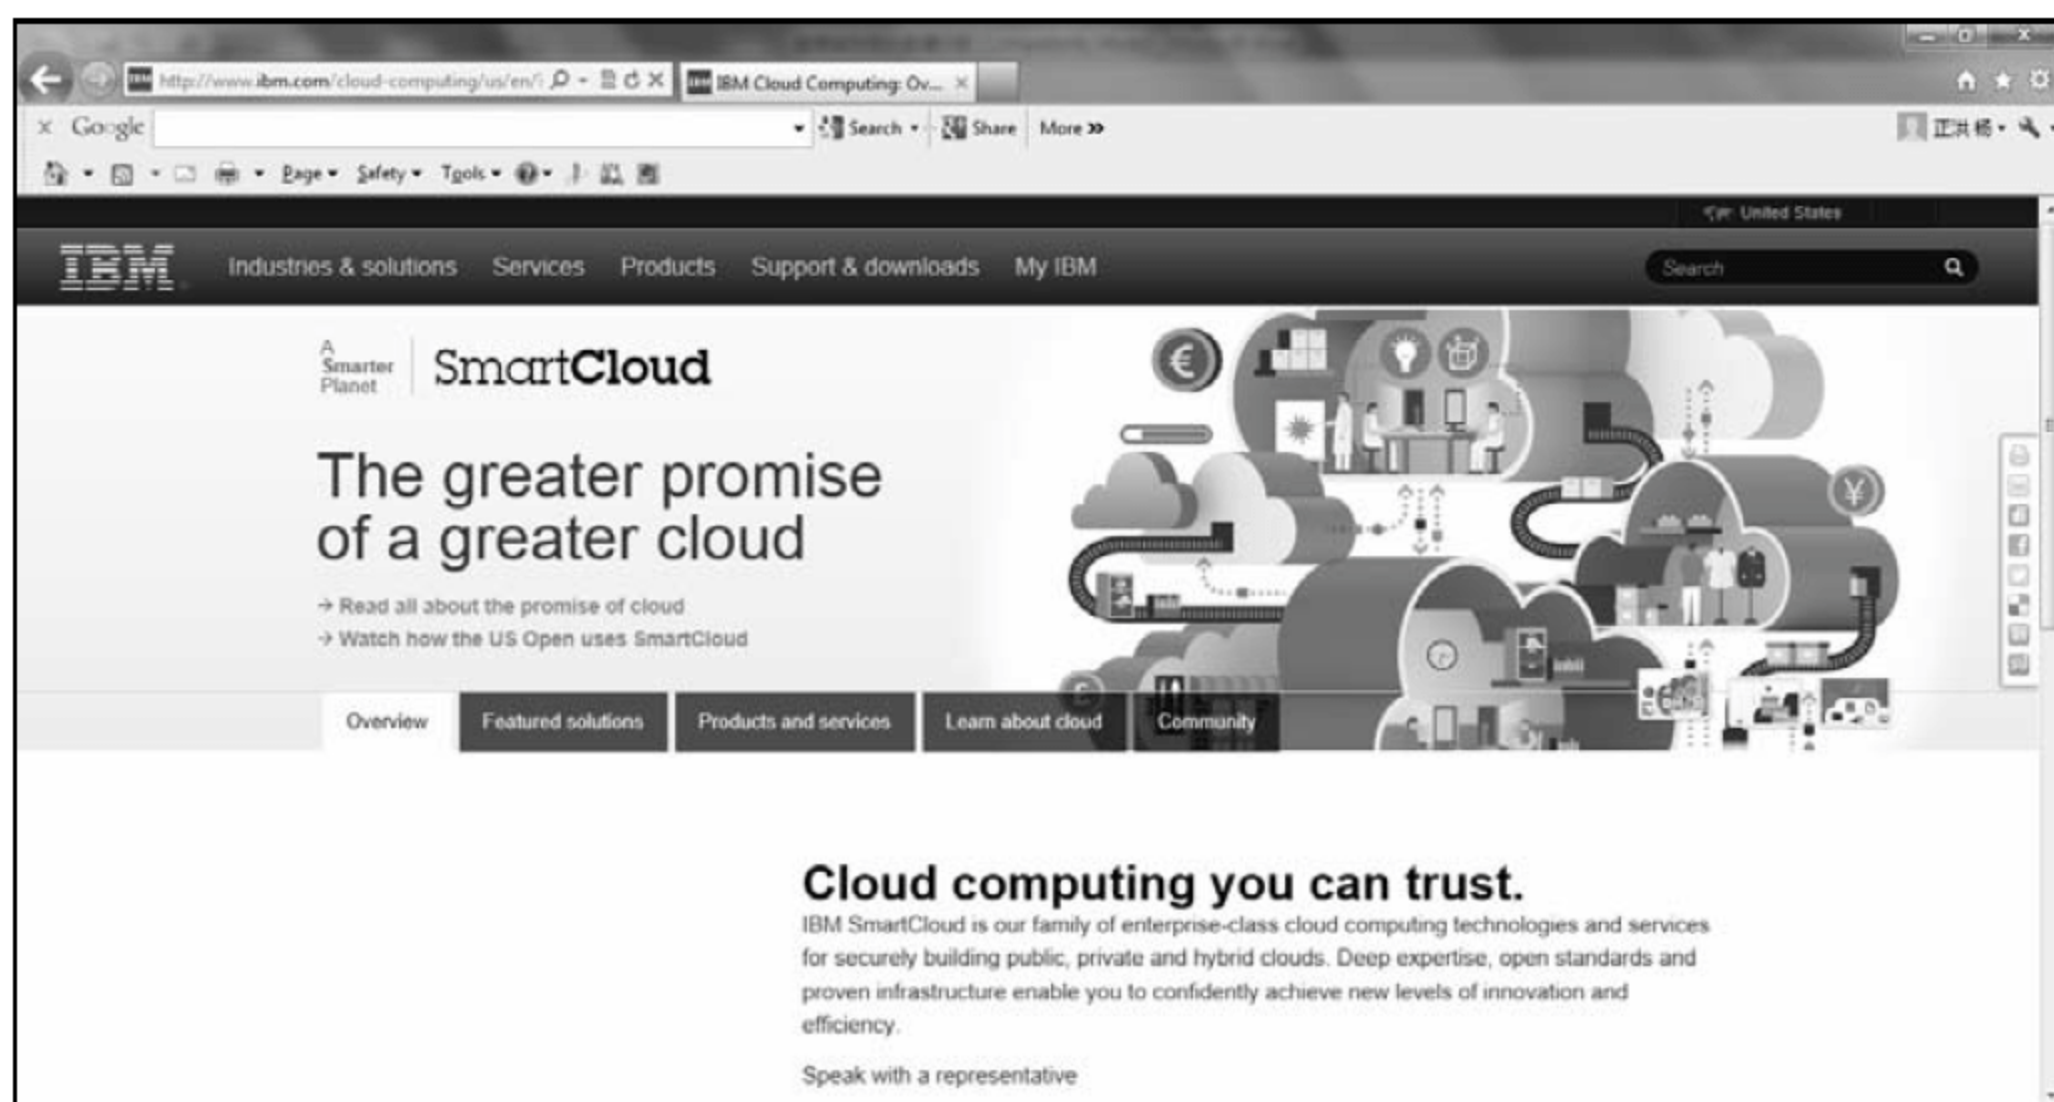 http://www.ibm.com/cloud-computing/us/en/
IBM Cloud Computing: Ov...
Google
Search
Share
More »
正洪 杨
Page
Safety
Tools
United States
IBM
Industries & solutions
Services
Products
Support & downloads
My IBM
Search
A
Smarter
Planet
SmartCloud
The greater promise
of a greater cloud
→ Read all about the promise of cloud
→ Watch how the US Open uses SmartCloud
Overview
Featured solutions
Products and services
Learn about cloud
Community
Cloud computing you can trust.
IBM SmartCloud is our family of enterprise-class cloud computing technologies and services
for securely building public, private and hybrid clouds. Deep expertise, open standards and
proven infrastructure enable you to confidently achieve new levels of innovation and
efficiency.
Speak with a representative